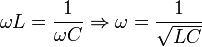 ωL = 1/(ωC) ⇒ ω = 1/√(LC)